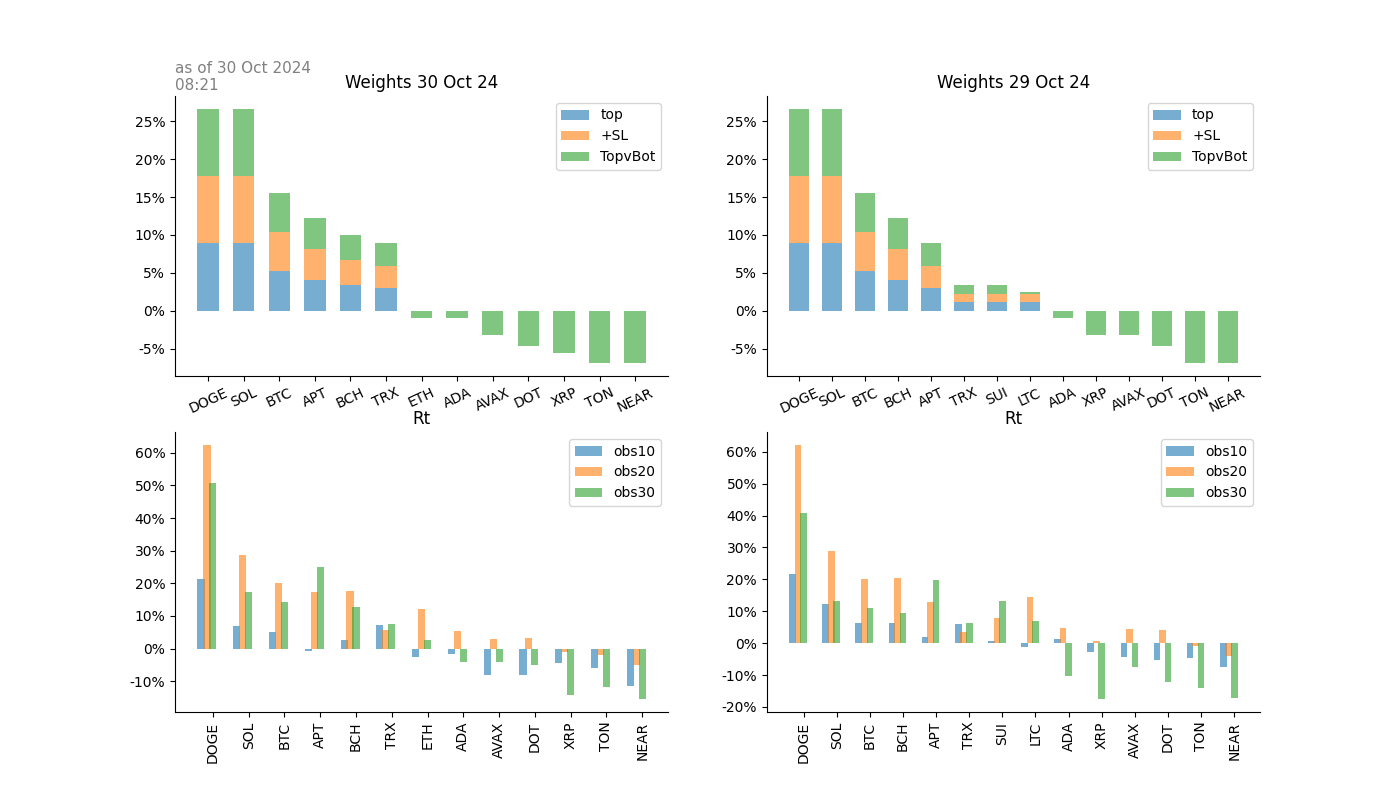 as of 30 Oct 2024
08:21
Weights 30 Oct 24
25%
20%
15%
10%
5%
0%
-5%
top
+SL
TopvBot
DOGE SOL BTC APT BCH TRX ETH ADA AVAX DOT XRP TON NEAR
Weights 29 Oct 24
25%
20%
15%
10%
5%
0%
-5%
top
+SL
TopvBot
DOGE SOL BTC BCH APT TRX SUI LTC ADA XRP AVAX DOT TON NEAR
Rt
60%
50%
40%
30%
20%
10%
0%
-10%
obs10
obs20
obs30
DOGE SOL BTC APT BCH TRX ETH ADA AVAX DOT XRP TON NEAR
Rt
60%
50%
40%
30%
20%
10%
0%
-10%
-20%
obs10
obs20
obs30
DOGE SOL BTC BCH APT TRX SUI LTC ADA XRP AVAX DOT TON NEAR